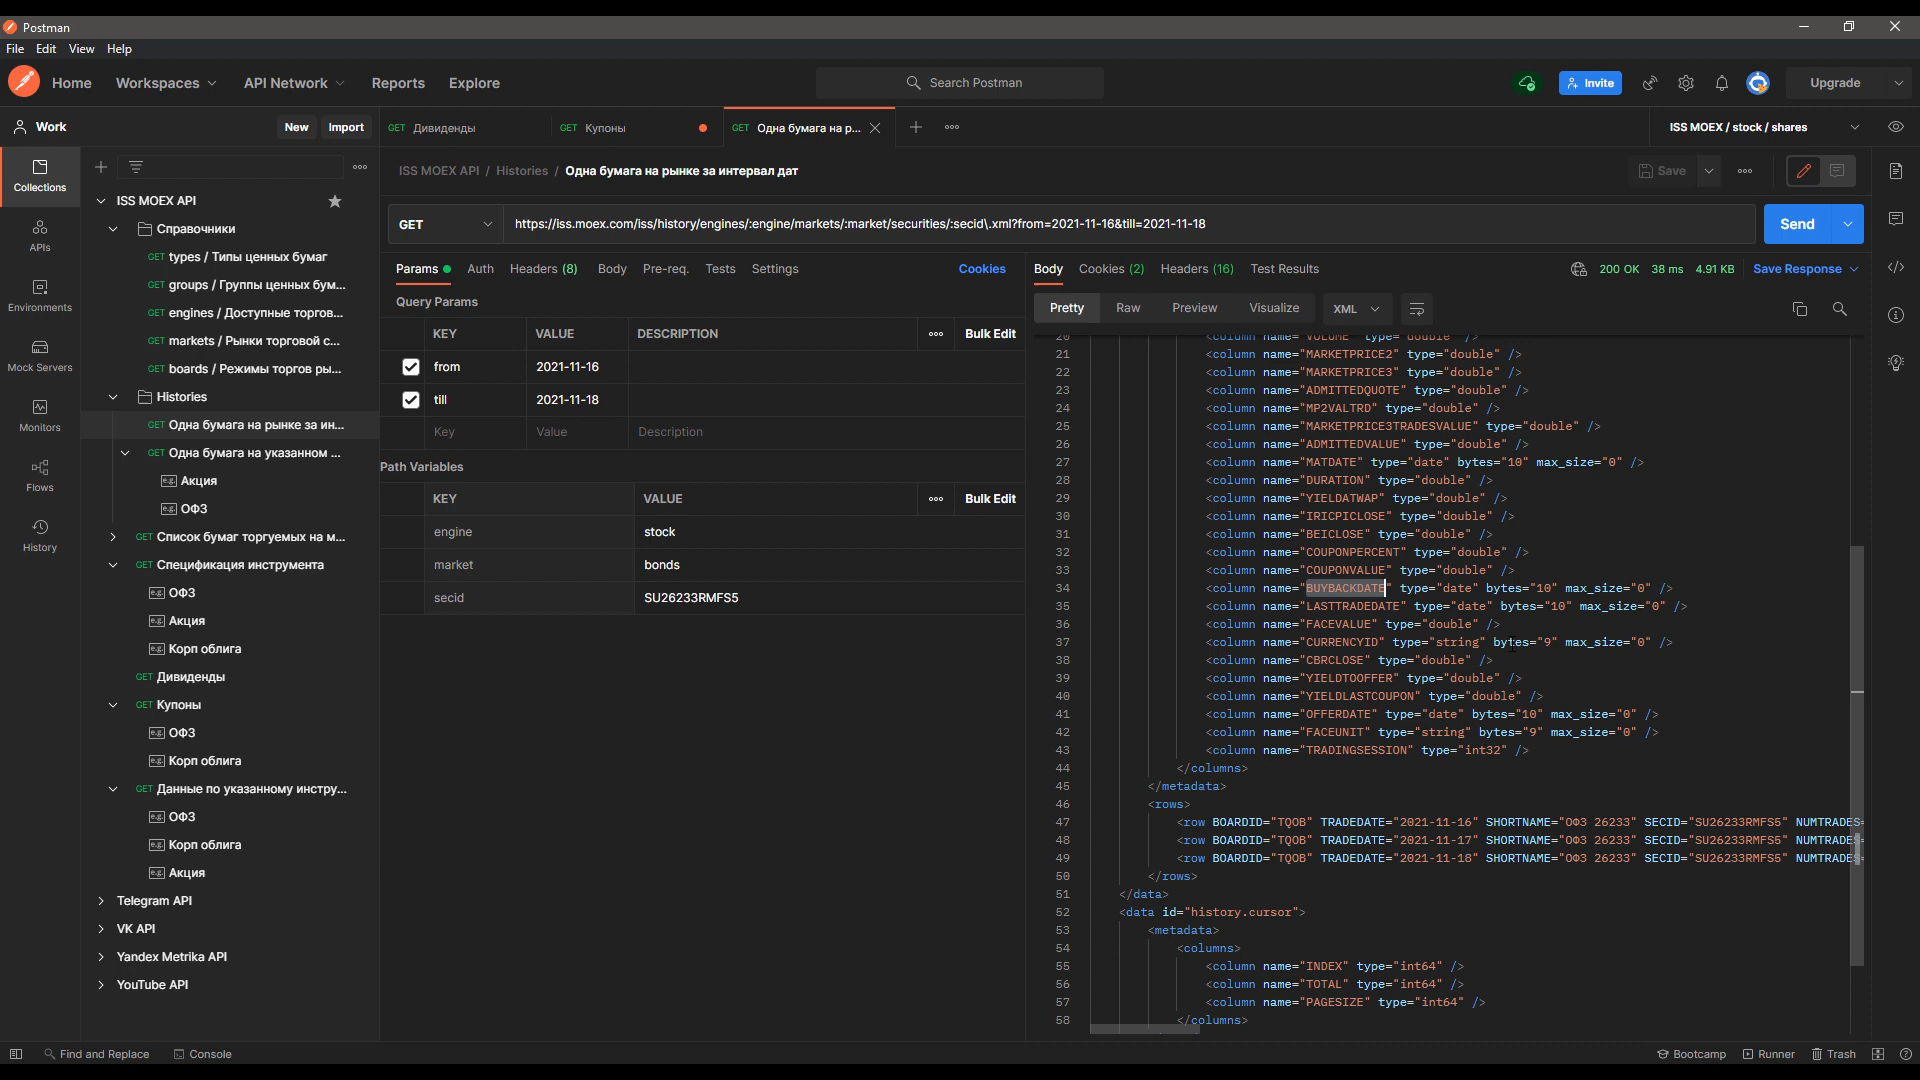 Postman
File Edit View Help
Home Workspaces API Network Reports Explore
Search Postman
Invite
Upgrade
Work
New Import
GET Дивиденды
GET Купоны
GET Одна бумага на р...
ISS MOEX / stock / shares
Collections
APIs
Environments
Mock Servers
Monitors
Flows
History
ISS MOEX API
Справочники
GET types / Типы ценных бумаг
GET groups / Группы ценных бум...
GET engines / Доступные торгов...
GET markets / Рынки торговой с...
GET boards / Режимы торгов ры...
Histories
GET Одна бумага на рынке за ин...
GET Одна бумага на указанном ...
e.g. Акция
e.g. ОФЗ
GET Список бумаг торгуемых на м...
GET Спецификация инструмента
e.g. ОФЗ
e.g. Акция
e.g. Корп облига
GET Дивиденды
GET Купоны
e.g. ОФЗ
e.g. Корп облига
GET Данные по указанному инстру...
e.g. ОФЗ
e.g. Корп облига
e.g. Акция
Telegram API
VK API
Yandex Metrika API
YouTube API
ISS MOEX API / Histories / Одна бумага на рынке за интервал дат
Save
GET
https://iss.moex.com/iss/history/engines/:engine/markets/:market/securities/:secid\.xml?from=2021-11-16&till=2021-11-18
Send
Params Auth Headers (8) Body Pre-req. Tests Settings Cookies
Query Params
KEY VALUE DESCRIPTION Bulk Edit
from 2021-11-16
till 2021-11-18
Key Value Description
Path Variables
KEY VALUE Bulk Edit
engine stock
market bonds
secid SU26233RMFS5
Body Cookies (2) Headers (16) Test Results 200 OK 38 ms 4.91 KB Save Response
Pretty Raw Preview Visualize XML
20 <column name="VOLUME" type="double" />
21 <column name="MARKETPRICE2" type="double" />
22 <column name="MARKETPRICE3" type="double" />
23 <column name="ADMITTEDQUOTE" type="double" />
24 <column name="MP2VALTRD" type="double" />
25 <column name="MARKETPRICE3TRADESVALUE" type="double" />
26 <column name="ADMITTEDVALUE" type="double" />
27 <column name="MATDATE" type="date" bytes="10" max_size="0" />
28 <column name="DURATION" type="double" />
29 <column name="YIELDATWAP" type="double" />
30 <column name="IRICPICLOSE" type="double" />
31 <column name="BEICLOSE" type="double" />
32 <column name="COUPONPERCENT" type="double" />
33 <column name="COUPONVALUE" type="double" />
34 <column name="BUYBACKDATE" type="date" bytes="10" max_size="0" />
35 <column name="LASTTRADEDATE" type="date" bytes="10" max_size="0" />
36 <column name="FACEVALUE" type="double" />
37 <column name="CURRENCYID" type="string" bytes="9" max_size="0" />
38 <column name="CBRCLOSE" type="double" />
39 <column name="YIELDTOOFFER" type="double" />
40 <column name="YIELDLASTCOUPON" type="double" />
41 <column name="OFFERDATE" type="date" bytes="10" max_size="0" />
42 <column name="FACEUNIT" type="string" bytes="9" max_size="0" />
43 <column name="TRADINGSESSION" type="int32" />
44 </columns>
45 </metadata>
46 <rows>
47 <row BOARDID="TQOB" TRADEDATE="2021-11-16" SHORTNAME="ОФЗ 26233" SECID="SU26233RMFS5" NUMTRADES=
48 <row BOARDID="TQOB" TRADEDATE="2021-11-17" SHORTNAME="ОФЗ 26233" SECID="SU26233RMFS5" NUMTRADES=
49 <row BOARDID="TQOB" TRADEDATE="2021-11-18" SHORTNAME="ОФЗ 26233" SECID="SU26233RMFS5" NUMTRADES=
50 </rows>
51 </data>
52 <data id="history.cursor">
53 <metadata>
54 <columns>
55 <column name="INDEX" type="int64" />
56 <column name="TOTAL" type="int64" />
57 <column name="PAGESIZE" type="int64" />
58 </columns>
Find and Replace Console
Bootcamp Runner Trash